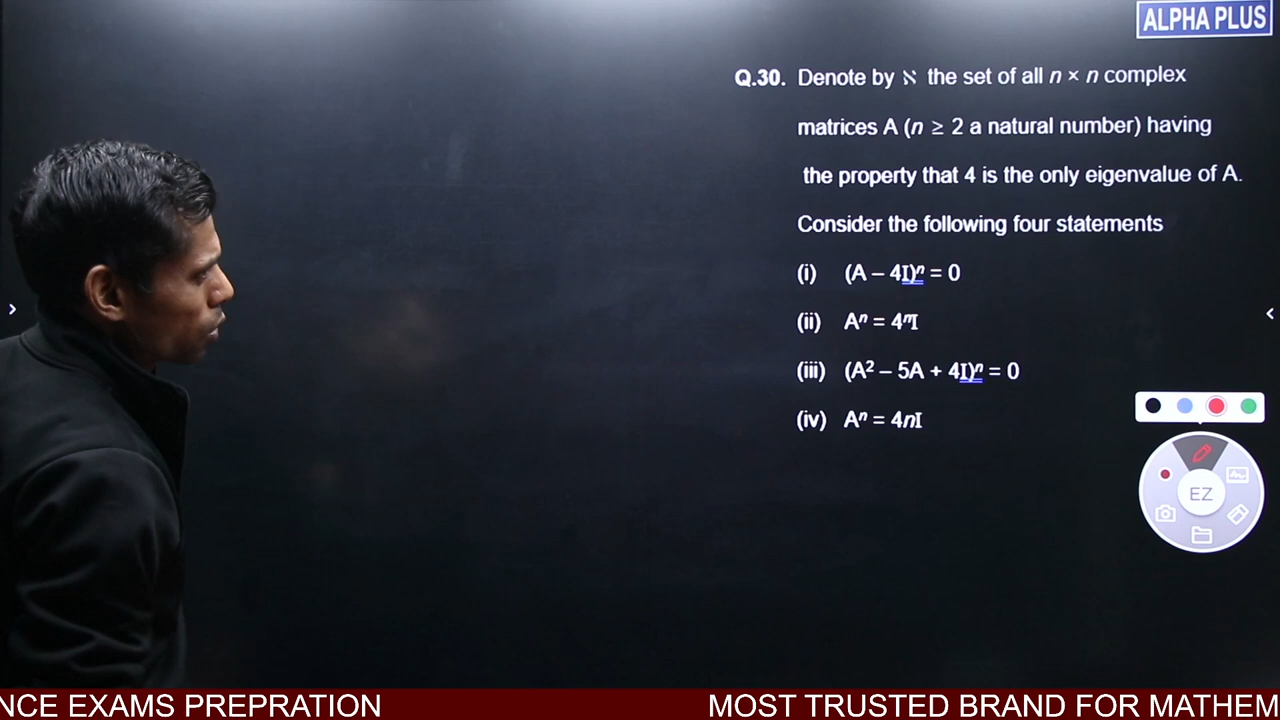 ALPHA PLUS
Q.30. Denote by ℵ the set of all n × n complex
matrices A (n ≥ 2 a natural number) having
the property that 4 is the only eigenvalue of A.
Consider the following four statements
(i) (A – 4I)ⁿ = 0
(ii) Aⁿ = 4ⁿI
(iii) (A² – 5A + 4I)ⁿ = 0
(iv) Aⁿ = 4nI
EZ
NCE EXAMS PREPRATION MOST TRUSTED BRAND FOR MATHEM